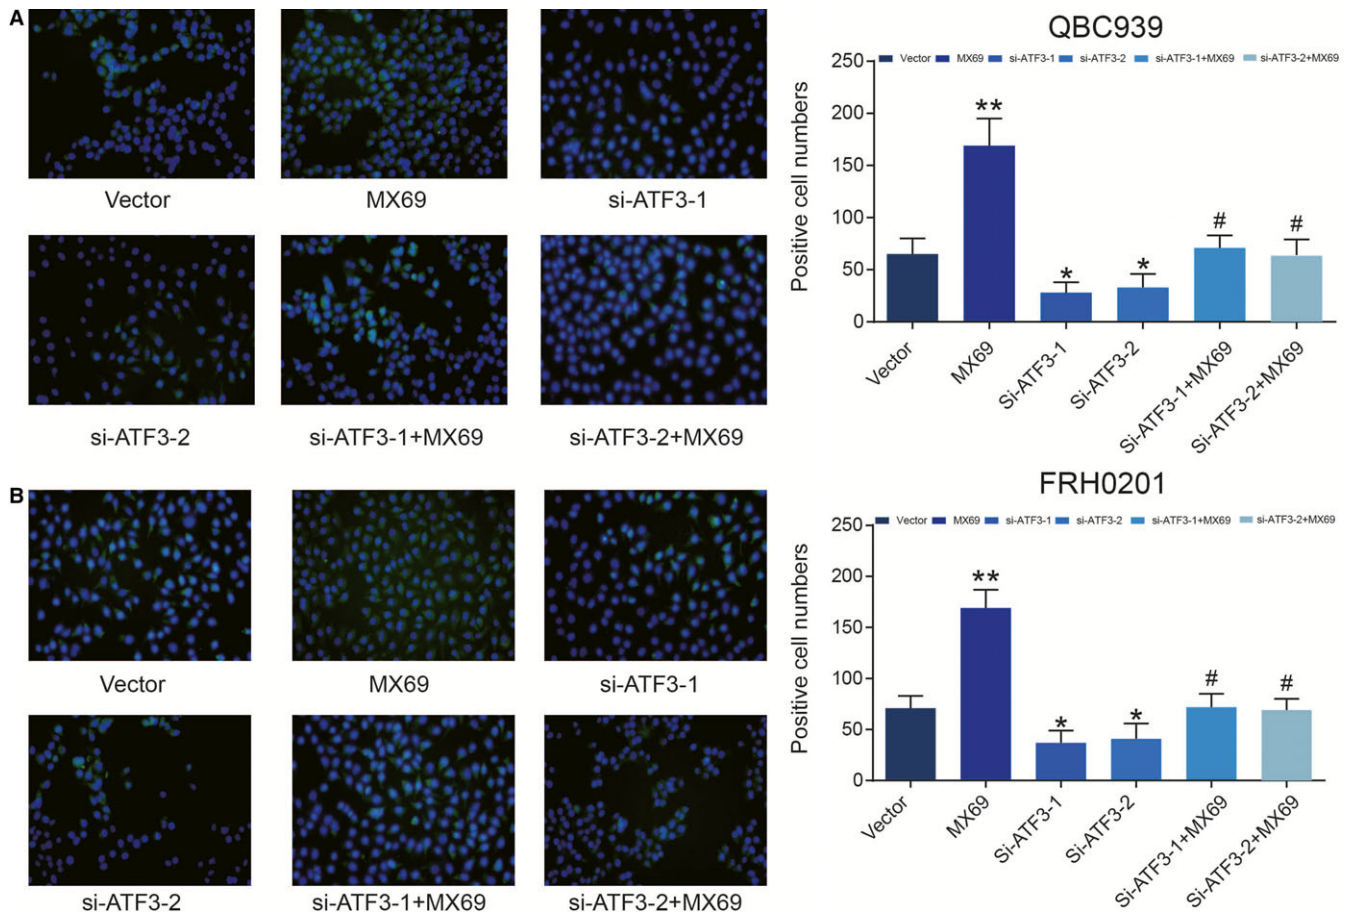 A
Vector
MX69
si-ATF3-1
si-ATF3-2
si-ATF3-1+MX69
si-ATF3-2+MX69
QBC939
Vector MX69 si-ATF3-1 si-ATF3-2 si-ATF3-1+MX69 si-ATF3-2+MX69
Positive cell numbers
250
200
150
100
50
0
**
*
*
#
#
Vector
MX69
Si-ATF3-1
Si-ATF3-2
Si-ATF3-1+MX69
Si-ATF3-2+MX69
B
Vector
MX69
si-ATF3-1
si-ATF3-2
si-ATF3-1+MX69
si-ATF3-2+MX69
FRH0201
Vector MX69 si-ATF3-1 si-ATF3-2 si-ATF3-1+MX69 si-ATF3-2+MX69
Positive cell numbers
250
200
150
100
50
0
**
*
*
#
#
Vector
MX69
Si-ATF3-1
Si-ATF3-2
Si-ATF3-1+MX69
Si-ATF3-2+MX69